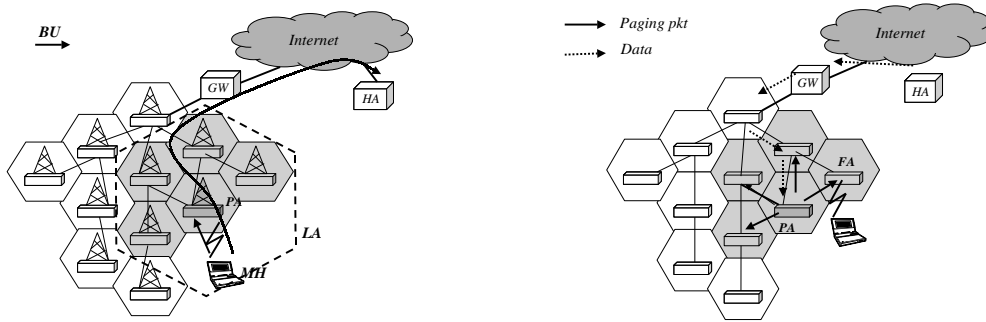 BU
Internet
GW
HA
PA
LA
MH
Paging pkt
Data
Internet
GW
HA
FA
PA